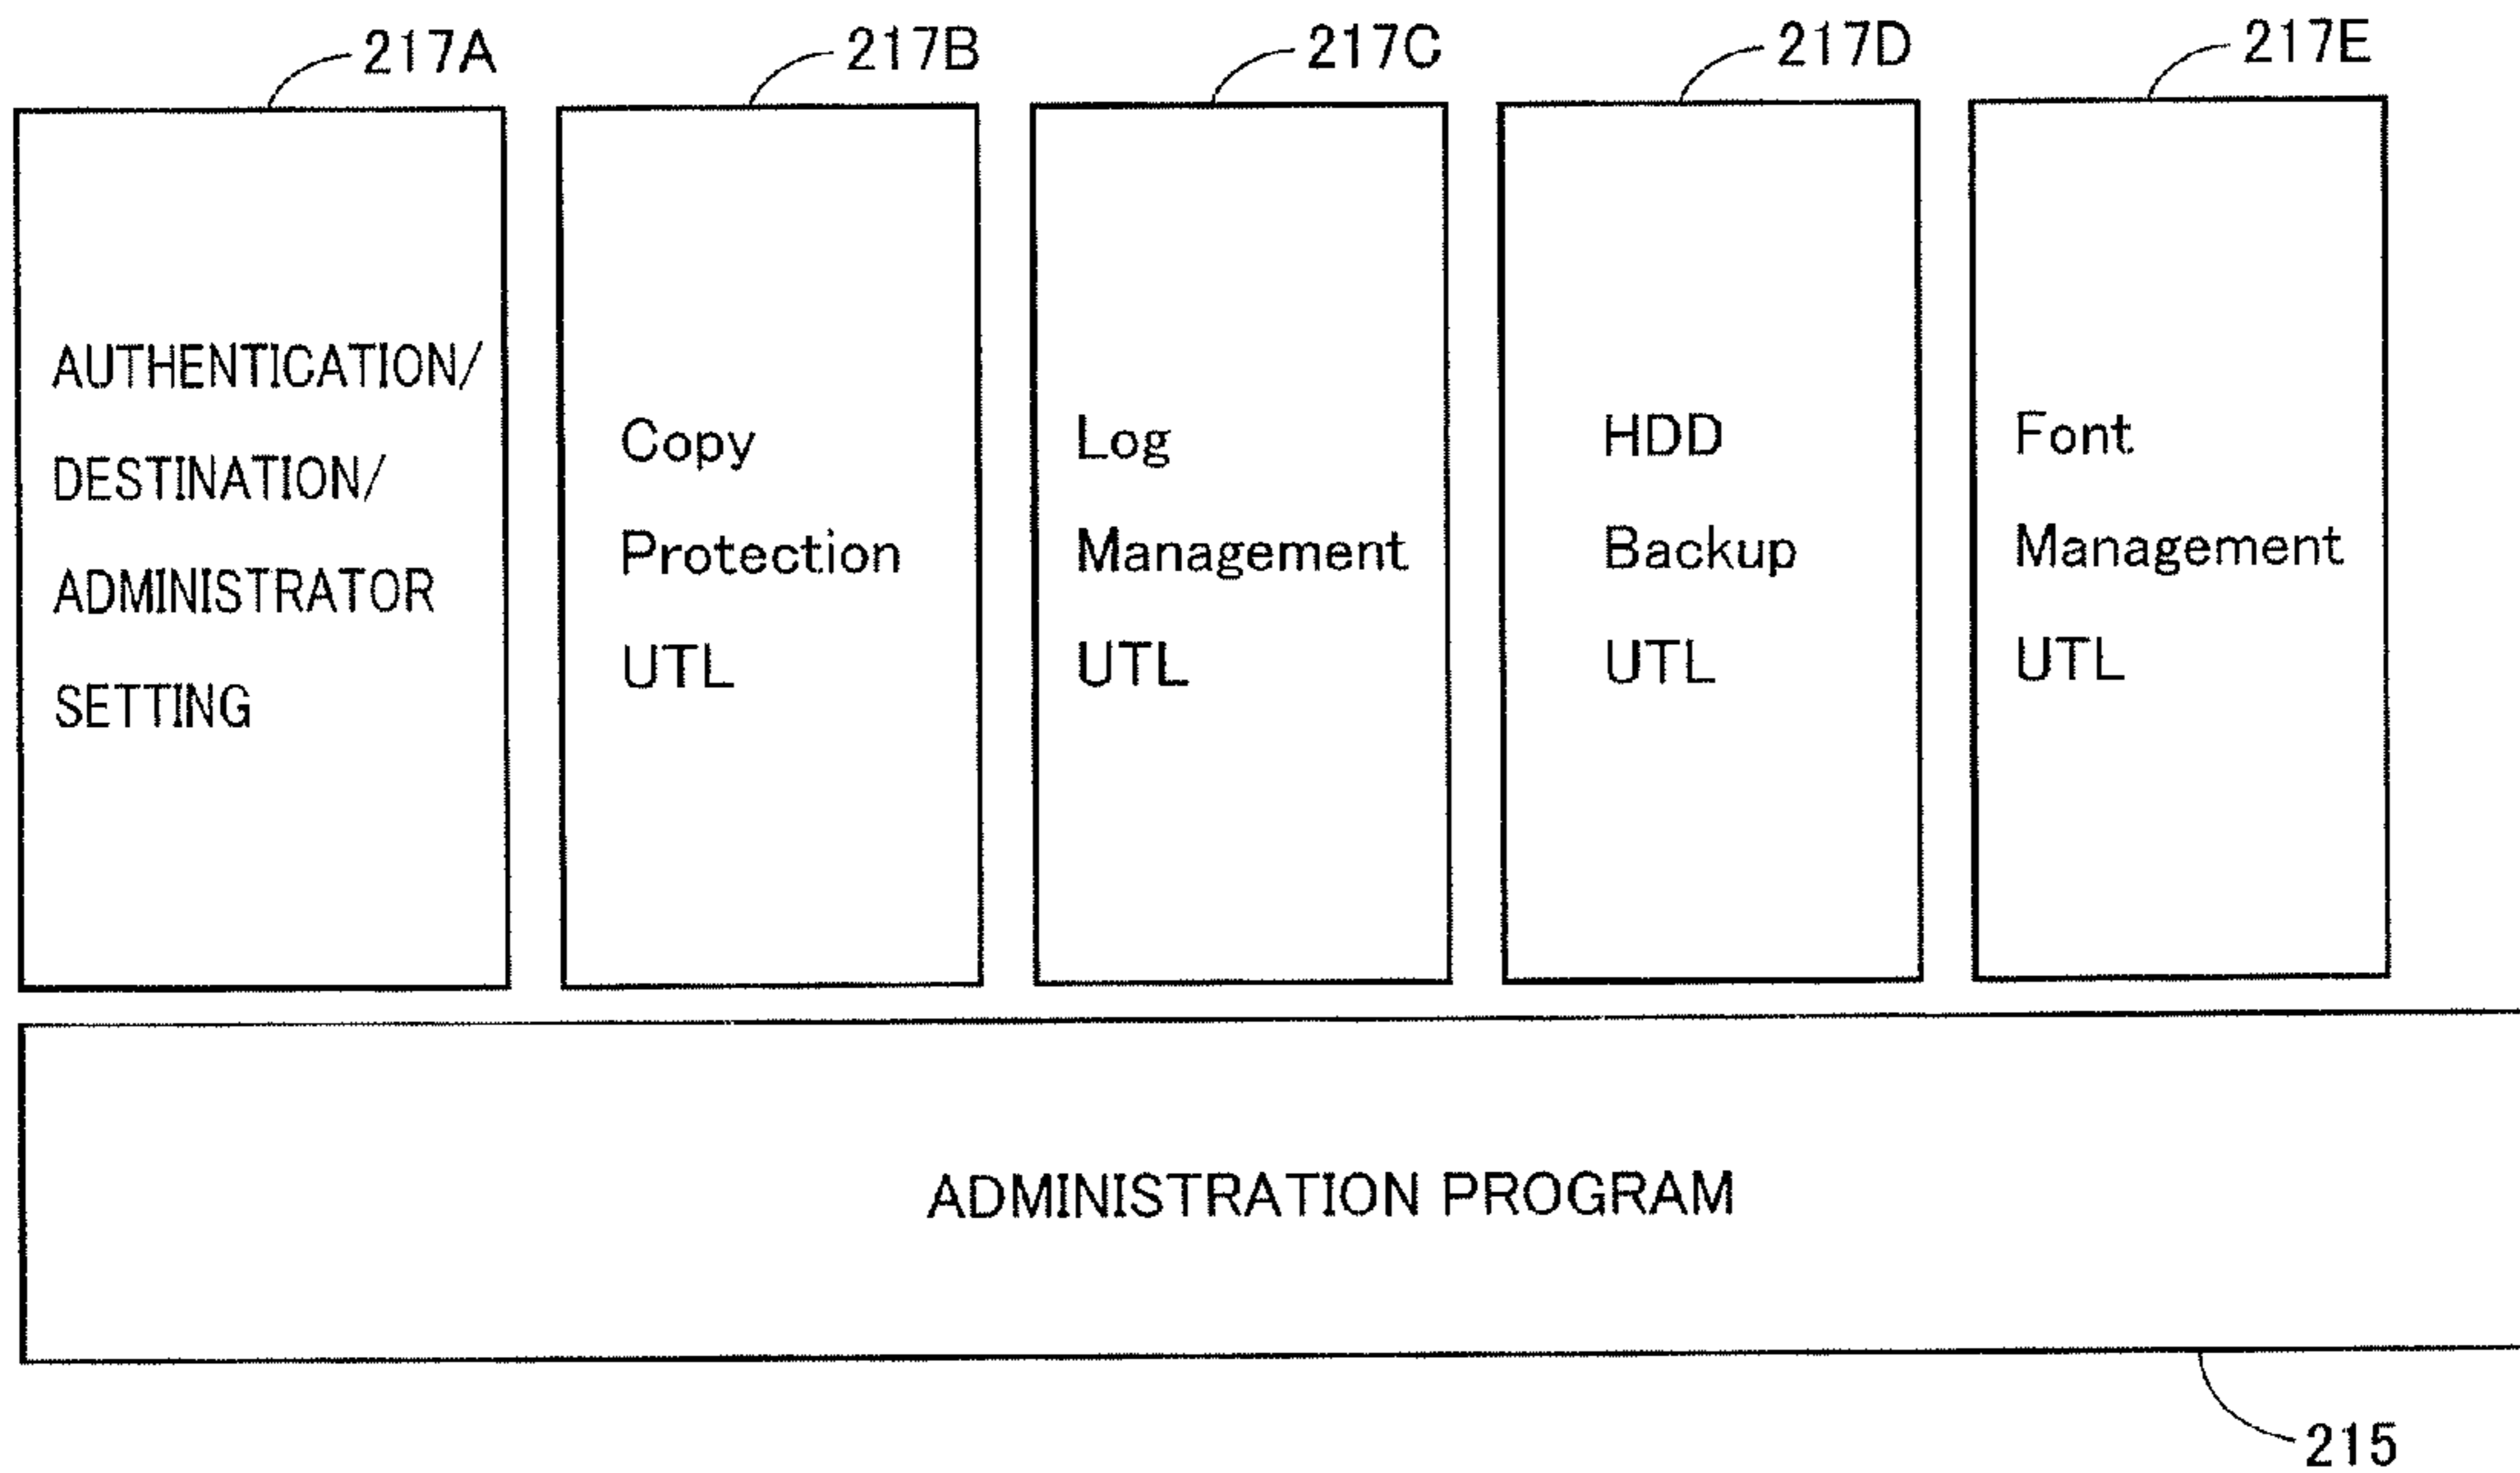 217A
217B
217C
217D
217E
AUTHENTICATION/
DESTINATION/
ADMINISTRATOR
SETTING
Copy
Protection
UTL
Log
Management
UTL
HDD
Backup
UTL
Font
Management
UTL
ADMINISTRATION PROGRAM
215